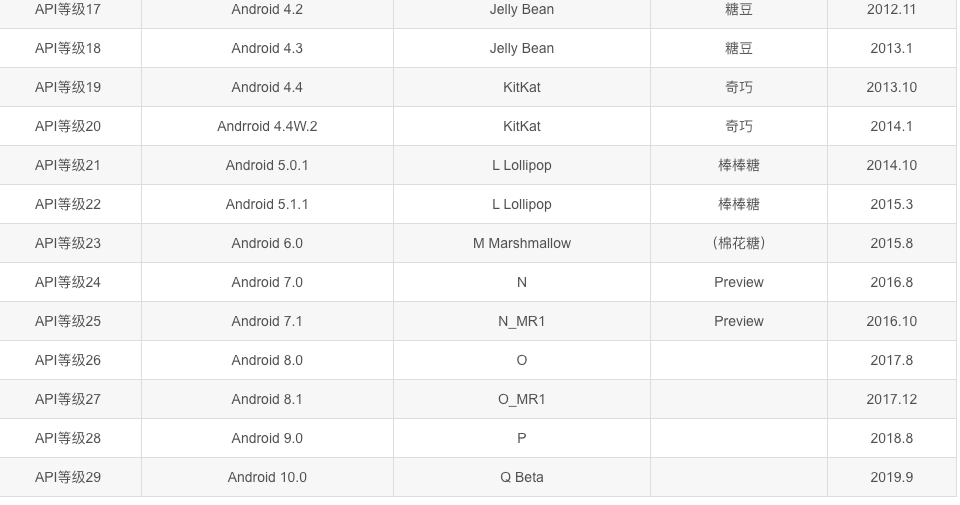 API等级17 Android 4.2 Jelly Bean 糖豆 2012.11
API等级18 Android 4.3 Jelly Bean 糖豆 2013.1
API等级19 Android 4.4 KitKat 奇巧 2013.10
API等级20 Andrroid 4.4W.2 KitKat 奇巧 2014.1
API等级21 Android 5.0.1 L Lollipop 棒棒糖 2014.10
API等级22 Android 5.1.1 L Lollipop 棒棒糖 2015.3
API等级23 Android 6.0 M Marshmallow （棉花糖） 2015.8
API等级24 Android 7.0 N Preview 2016.8
API等级25 Android 7.1 N_MR1 Preview 2016.10
API等级26 Android 8.0 O 2017.8
API等级27 Android 8.1 O_MR1 2017.12
API等级28 Android 9.0 P 2018.8
API等级29 Android 10.0 Q Beta 2019.9